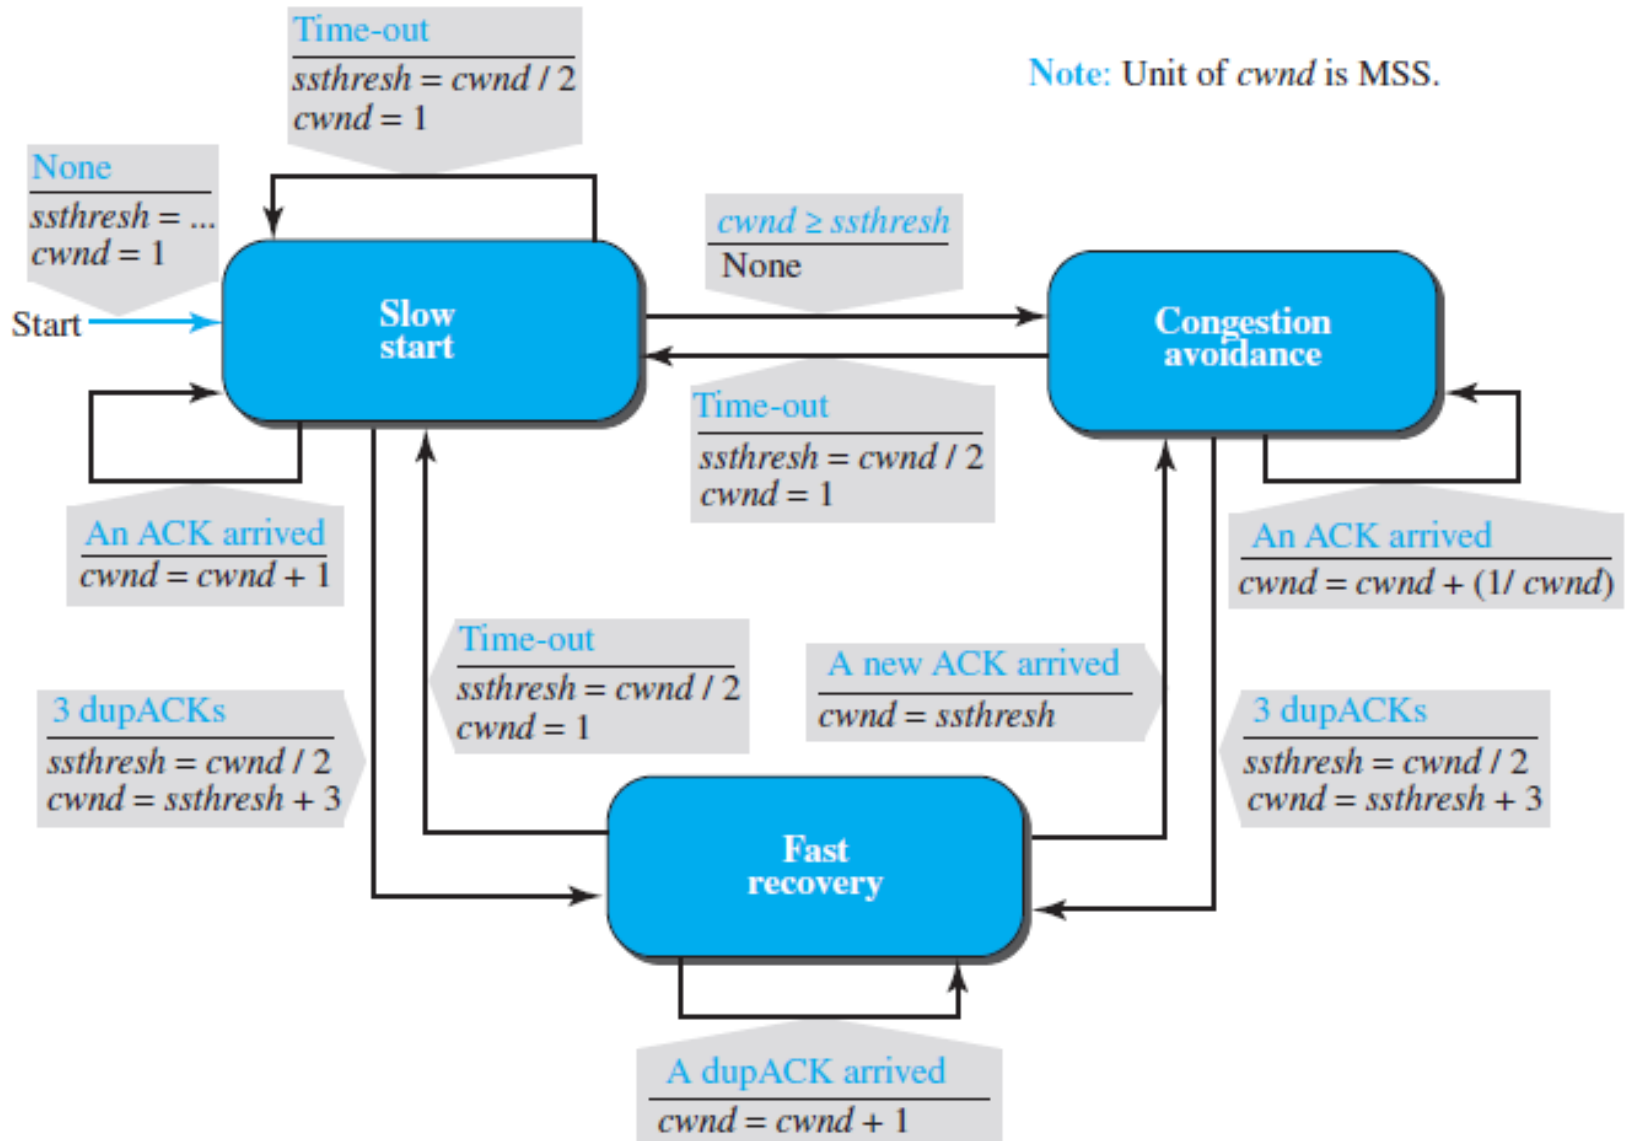 Time-out
ssthresh = cwnd / 2
cwnd = 1
Note: Unit of cwnd is MSS.
None
ssthresh = ...
cwnd = 1
Start
Slow
start
cwnd ≥ ssthresh
None
Congestion
avoidance
Time-out
ssthresh = cwnd / 2
cwnd = 1
An ACK arrived
cwnd = cwnd + 1
An ACK arrived
cwnd = cwnd + (1/ cwnd)
Time-out
ssthresh = cwnd / 2
cwnd = 1
A new ACK arrived
cwnd = ssthresh
3 dupACKs
ssthresh = cwnd / 2
cwnd = ssthresh + 3
3 dupACKs
ssthresh = cwnd / 2
cwnd = ssthresh + 3
Fast
recovery
A dupACK arrived
cwnd = cwnd + 1